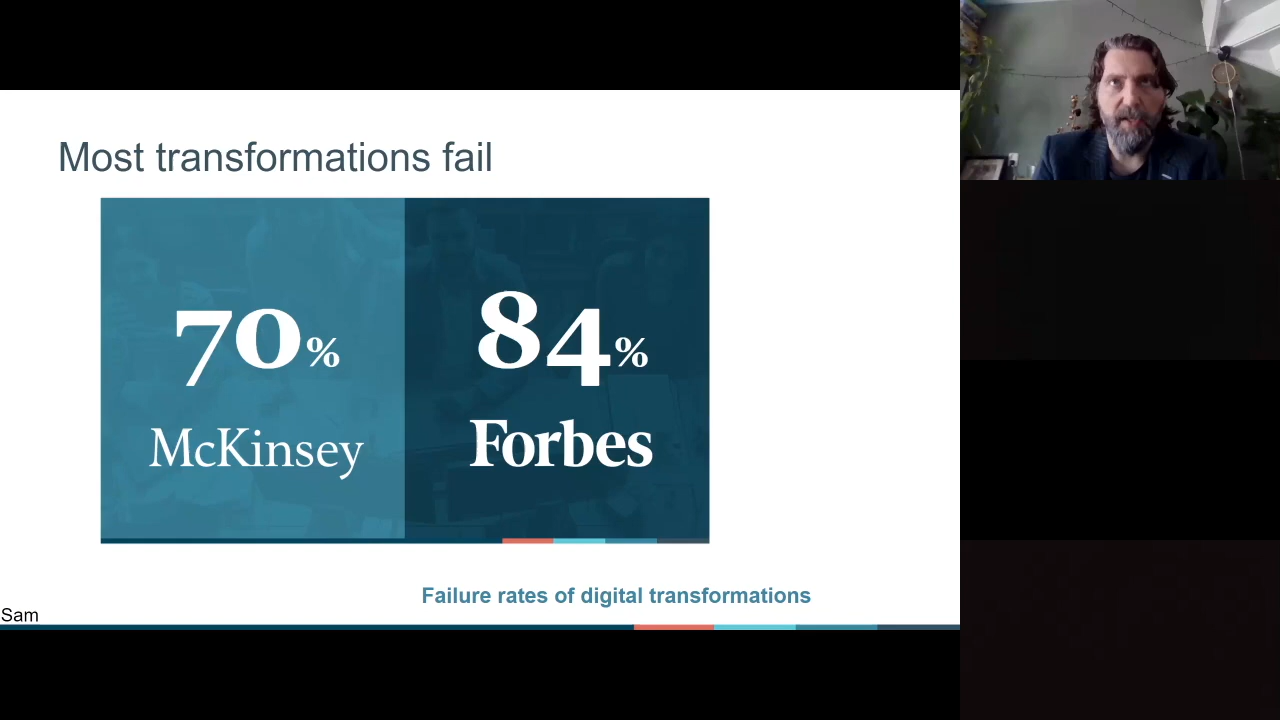 Most transformations fail
70%
84%
McKinsey
Forbes
Failure rates of digital transformations
Sam